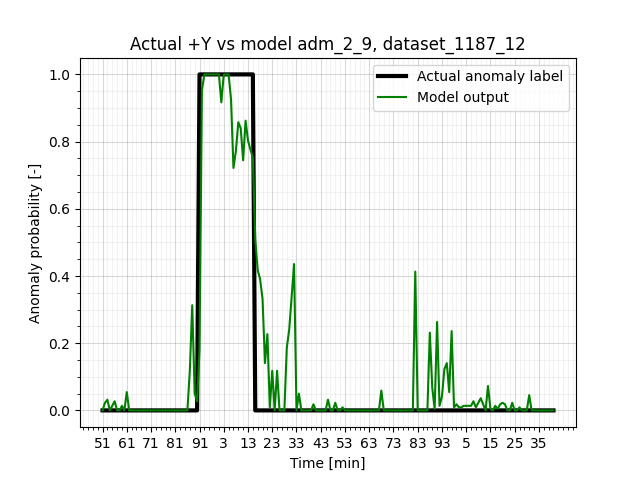 Actual +Y vs model adm_2_9, dataset_1187_12
Actual anomaly label
Model output
Anomaly probability [-]
1.0
0.8
0.6
0.4
0.2
0.0
51 61 71 81 91 3 13 23 33 43 53 63 73 83 93 5 15 25 35
Time [min]